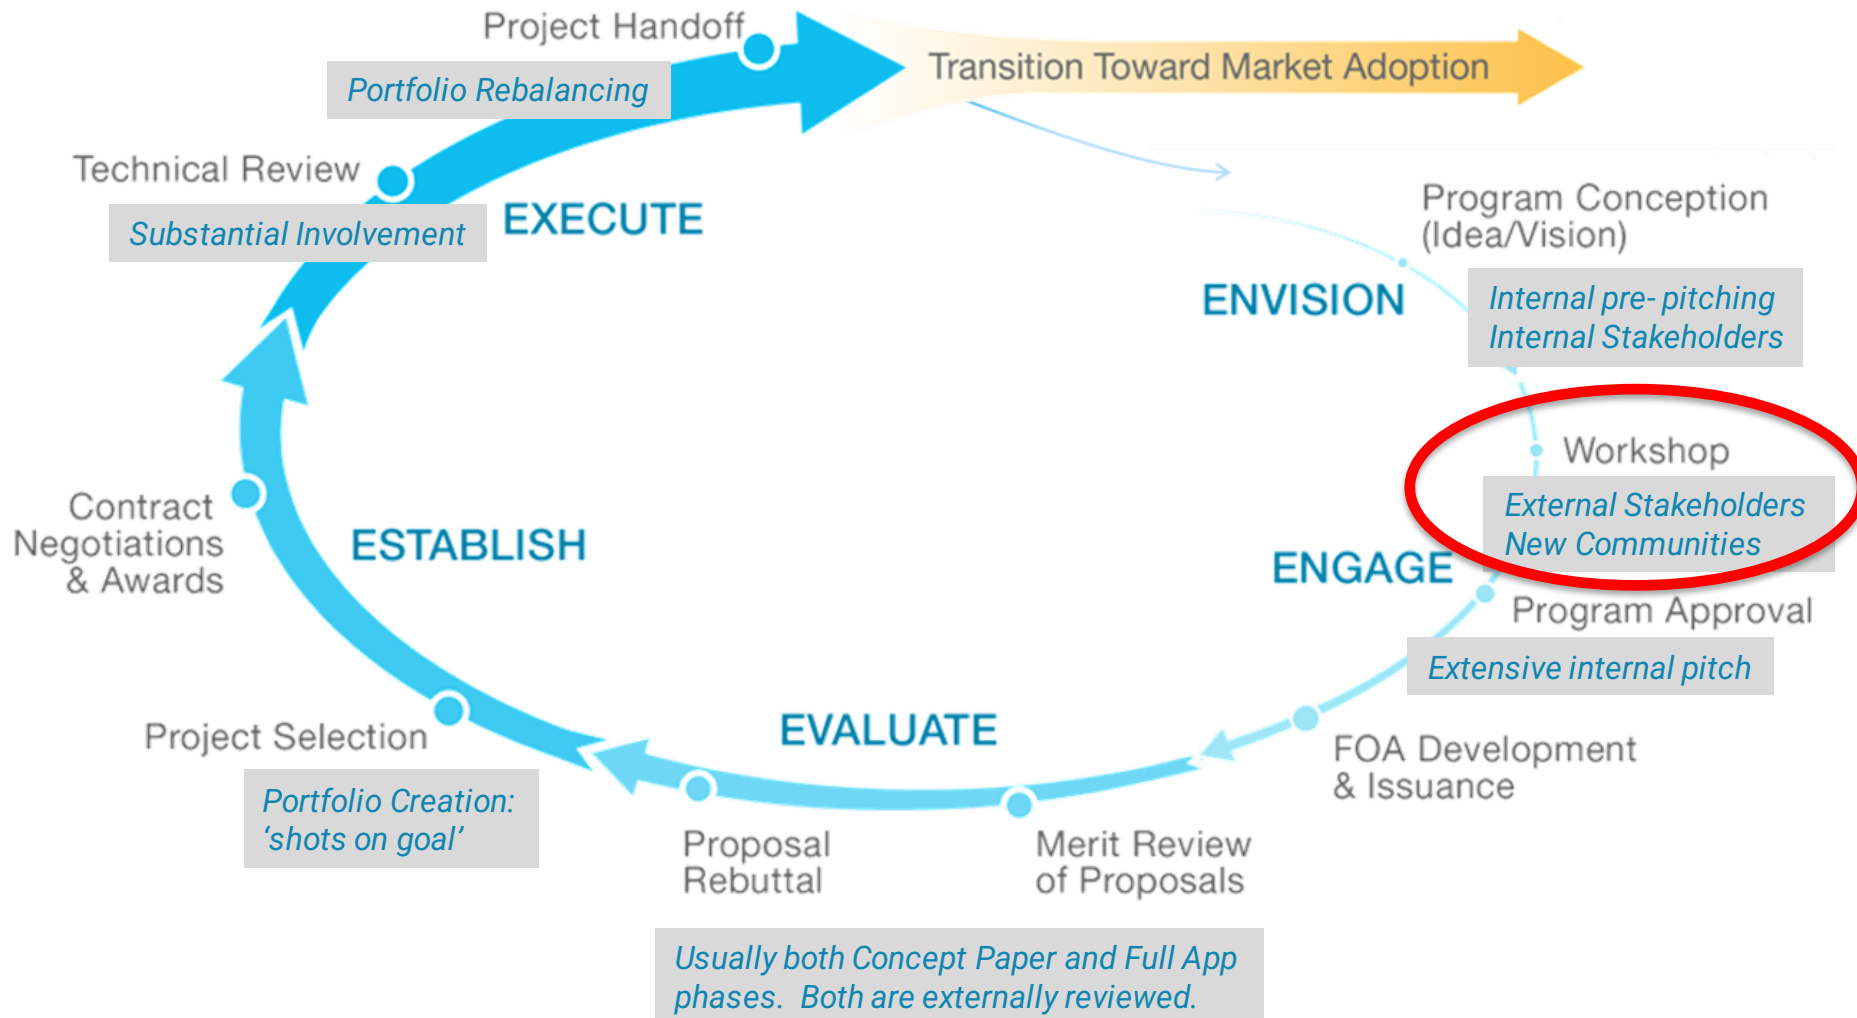 Project Handoff
Transition Toward Market Adoption
Portfolio Rebalancing
Technical Review
Substantial Involvement
EXECUTE
Program Conception
(Idea/Vision)
ENVISION
Internal pre- pitching
Internal Stakeholders
Workshop
External Stakeholders
New Communities
ENGAGE
Program Approval
Extensive internal pitch
FOA Development
& Issuance
EVALUATE
Merit Review
of Proposals
Proposal
Rebuttal
Usually both Concept Paper and Full App
phases.  Both are externally reviewed.
Project Selection
Portfolio Creation:
‘shots on goal’
ESTABLISH
Contract
Negotiations
& Awards